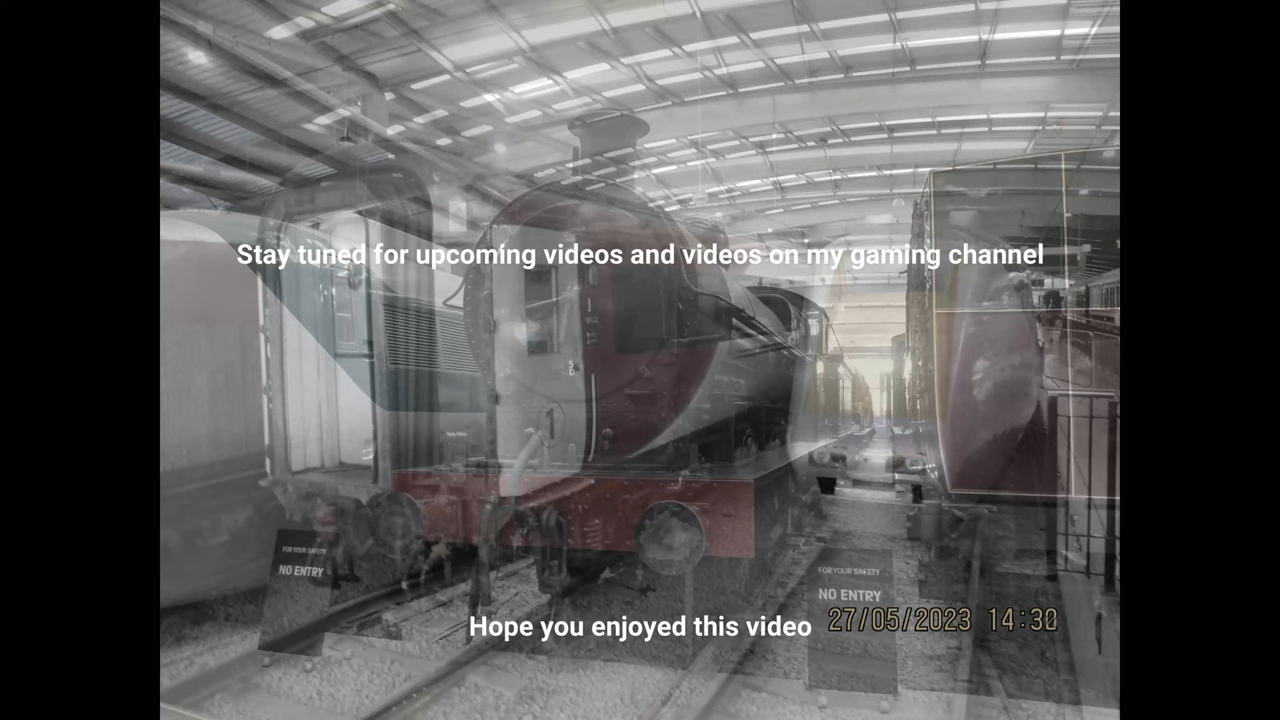 Stay tuned for upcoming videos and videos on my gaming channel
FOR YOUR SAFETY
NO ENTRY
FOR YOUR SAFETY
NO ENTRY
Hope you enjoyed this video
27/05/2023 14:30